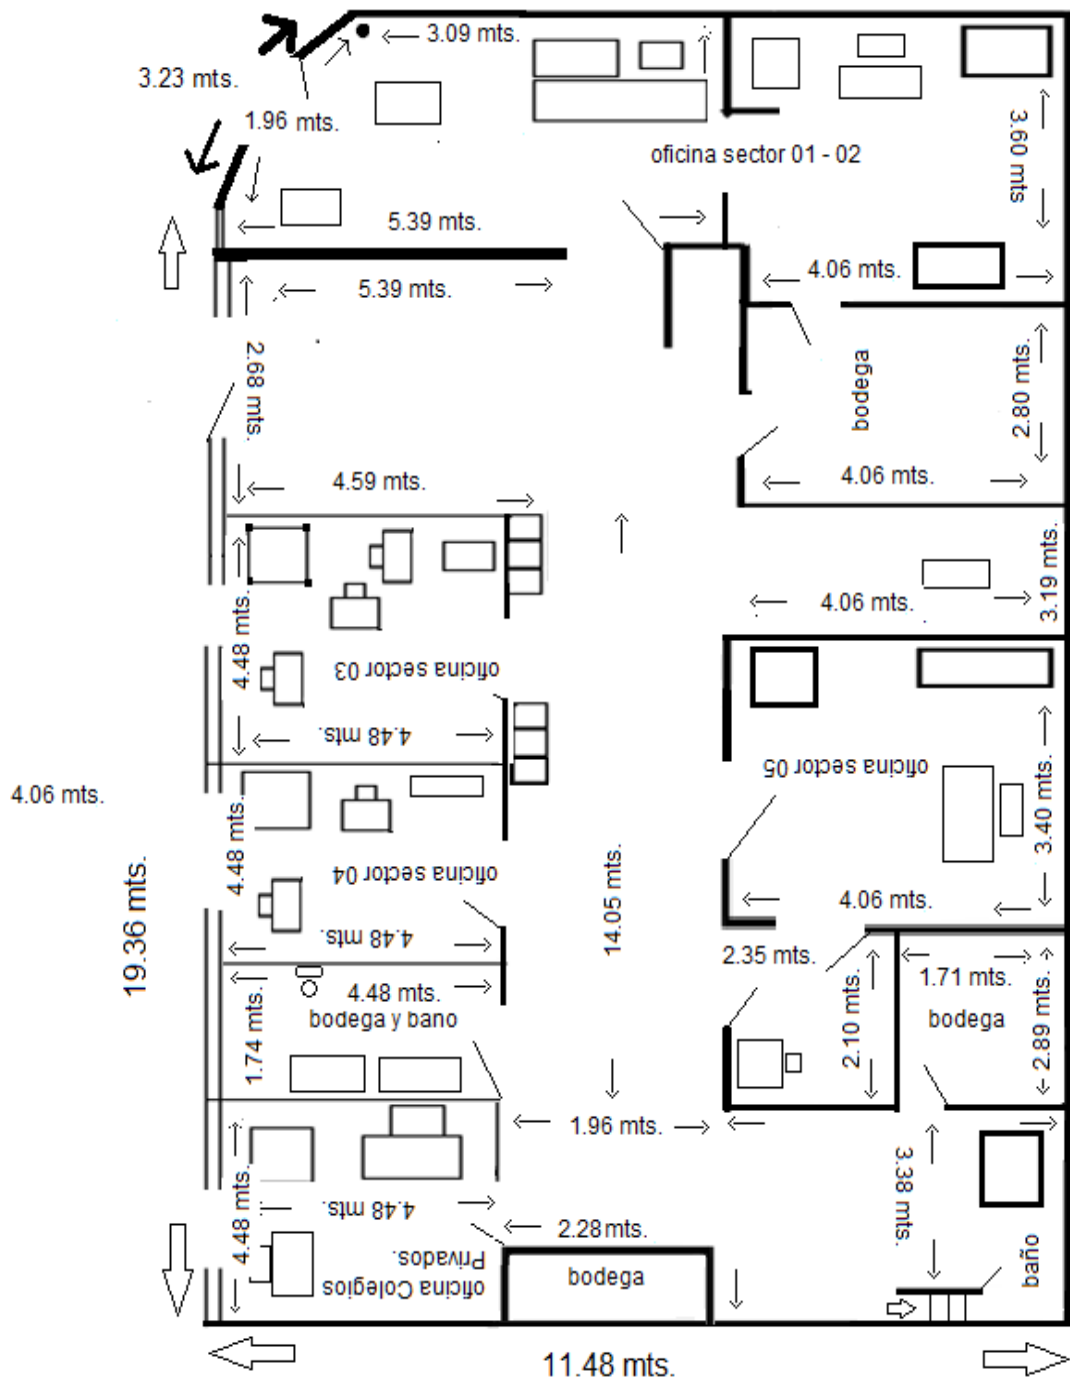 3.09 mts.
3.23 mts.
1.96 mts.
3.60 mts
oficina sector 01 - 02
5.39 mts.
4.06 mts.
5.39 mts.
2.68 mts.
bodega
2.80 mts.
4.59 mts.
4.06 mts.
3.19 mts.
4.06 mts.
4.48 mts.
oficina sector 03
4.48 mts.
oficina sector 05
4.06 mts.
3.40 mts.
4.48 mts.
oficina sector 04
4.06 mts.
14.05 mts.
19.36 mts.
4.48 mts.
2.35 mts.
1.71 mts.
4.48 mts.
bodega y bano
bodega
1.74 mts.
2.10 mts.
2.89 mts.
1.96 mts.
3.38 mts.
4.48 mts.
4.48 mts.
2.28 mts.
oficina Colegios
Privados.
bodega
baño
11.48 mts.